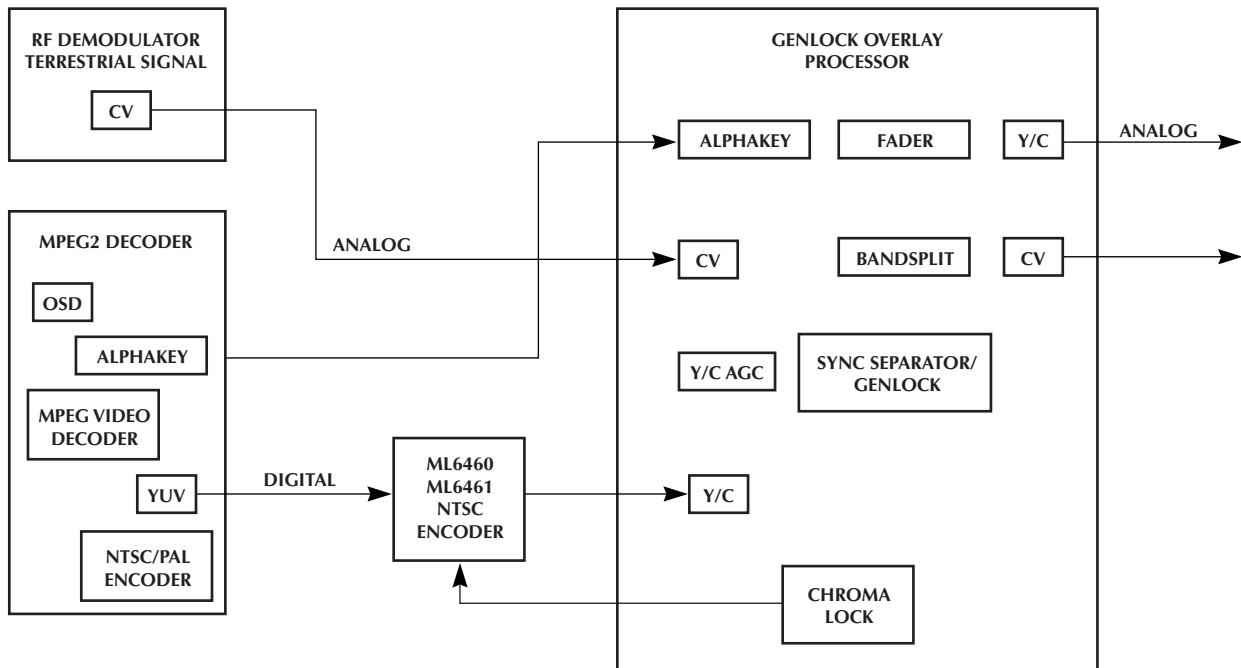 RF DEMODULATOR
TERRESTRIAL SIGNAL
CV
MPEG2 DECODER
OSD
ALPHAKEY
MPEG VIDEO
DECODER
YUV
NTSC/PAL
ENCODER
ANALOG
DIGITAL
ML6460
ML6461
NTSC
ENCODER
GENLOCK OVERLAY
PROCESSOR
ALPHAKEY
FADER
Y/C
CV
BANDSPLIT
CV
Y/C AGC
SYNC SEPARATOR/
GENLOCK
Y/C
CHROMA
LOCK
ANALOG